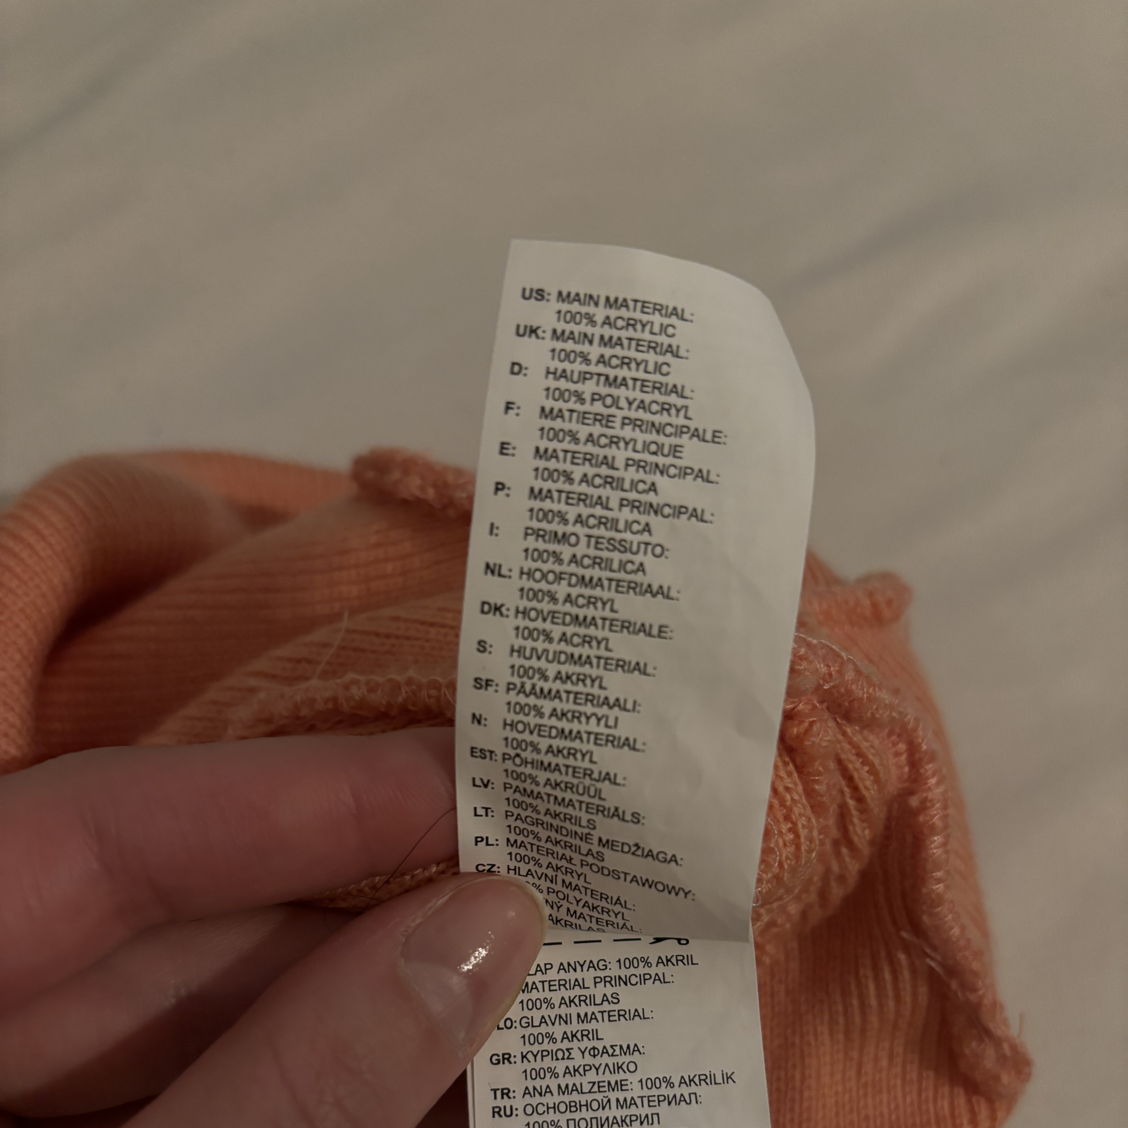 US: MAIN MATERIAL:
100% ACRYLIC
UK: MAIN MATERIAL:
100% ACRYLIC
D: HAUPTMATERIAL:
100% POLYACRYL
F: MATIERE PRINCIPALE:
100% ACRYLIQUE
E: MATERIAL PRINCIPAL:
100% ACRILICA
P: MATERIAL PRINCIPAL:
100% ACRILICA
I: PRIMO TESSUTO:
100% ACRILICA
NL: HOOFDMATERIAAL:
100% ACRYL
DK: HOVEDMATERIALE:
100% ACRYL
S: HUVUDMATERIAL:
100% AKRYL
SF: PÄÄMATERIAALI:
100% AKRYYLI
N: HOVEDMATERIAL:
100% AKRYL
EST: PÕHIMATERJAL:
100% AKRÜÜL
LV: PAMATMATERIĀLS:
100% AKRILS
LT: PAGRINDINĖ MEDŽIAGA:
100% AKRILAS
PL: MATERIAŁ PODSTAWOWY:
100% AKRYL
CZ: HLAVNÍ MATERIÁL:
% POLYAKRYL
MATERIÁL:
ANYAG: 100% AKRIL
MATERIAL PRINCIPAL:
100% AKRILAS
GLAVNI MATERIAL:
100% AKRIL
GR: ΚΥΡΙΩΣ ΥΦΑΣΜΑ:
100% ΑΚΡΥΛΙΚΟ
TR: ANA MALZEME: 100% AKRİLİK
RU: ОСНОВНОЙ МАТЕРИАЛ:
100% ПОЛИАКРИЛ